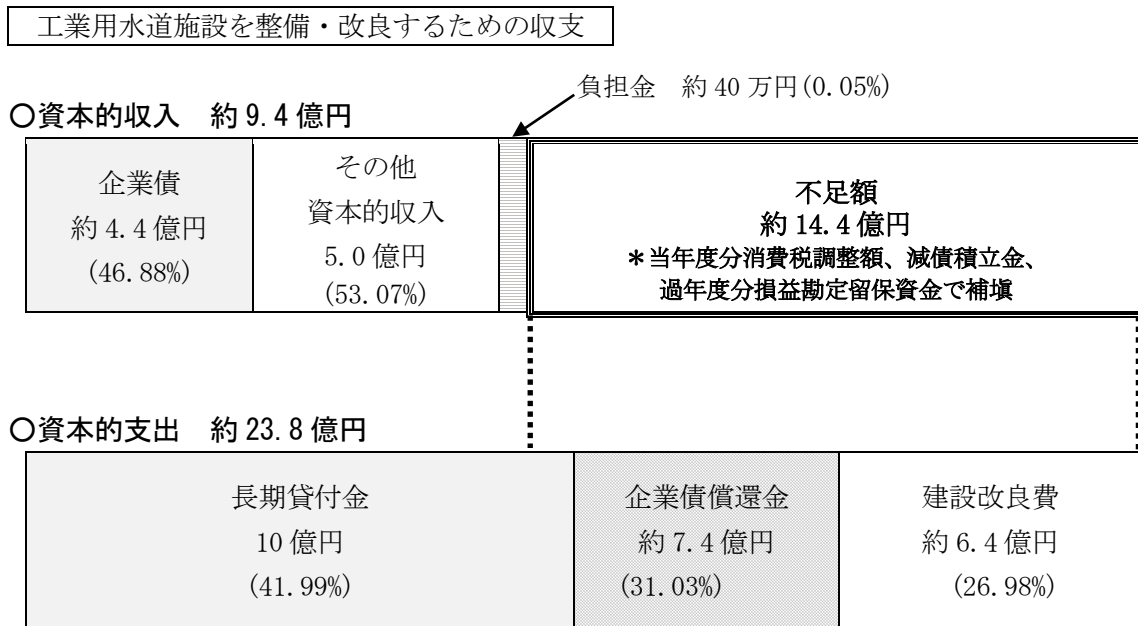 工業用水道施設を整備・改良するための収支
負担金　約 40 万円(0.05%)
○資本的収入　約 9.4 億円
企業債
約 4.4 億円
(46.88%)
その他
資本的収入
5.0 億円
(53.07%)
不足額
約 14.4 億円
＊当年度分消費税調整額、減債積立金、
過年度分損益勘定留保資金で補塡
○資本的支出　約 23.8 億円
長期貸付金
10 億円
(41.99%)
企業債償還金
約 7.4 億円
(31.03%)
建設改良費
約 6.4 億円
(26.98%)